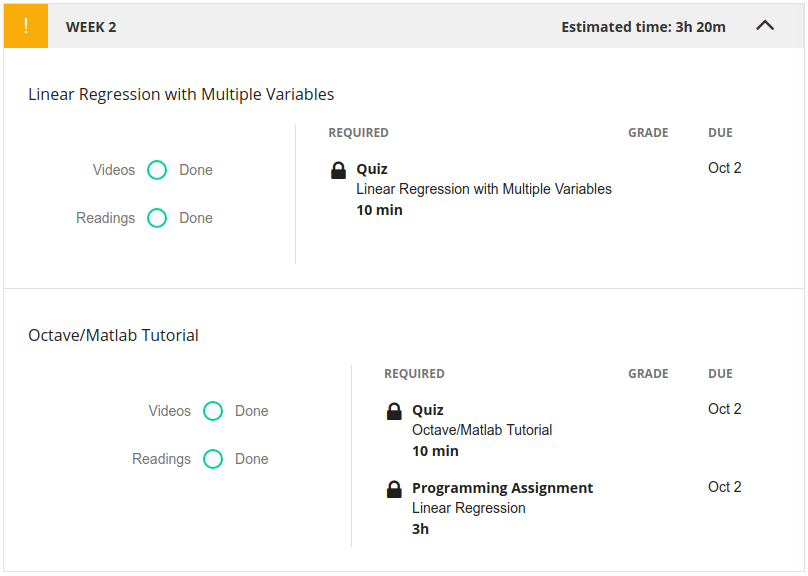 ! WEEK 2 Estimated time: 3h 20m
Linear Regression with Multiple Variables
REQUIRED GRADE DUE
Videos Done
Quiz Oct 2
Linear Regression with Multiple Variables
10 min
Readings Done
Octave/Matlab Tutorial
REQUIRED GRADE DUE
Videos Done
Quiz Oct 2
Octave/Matlab Tutorial
10 min
Readings Done
Programming Assignment Oct 2
Linear Regression
3h